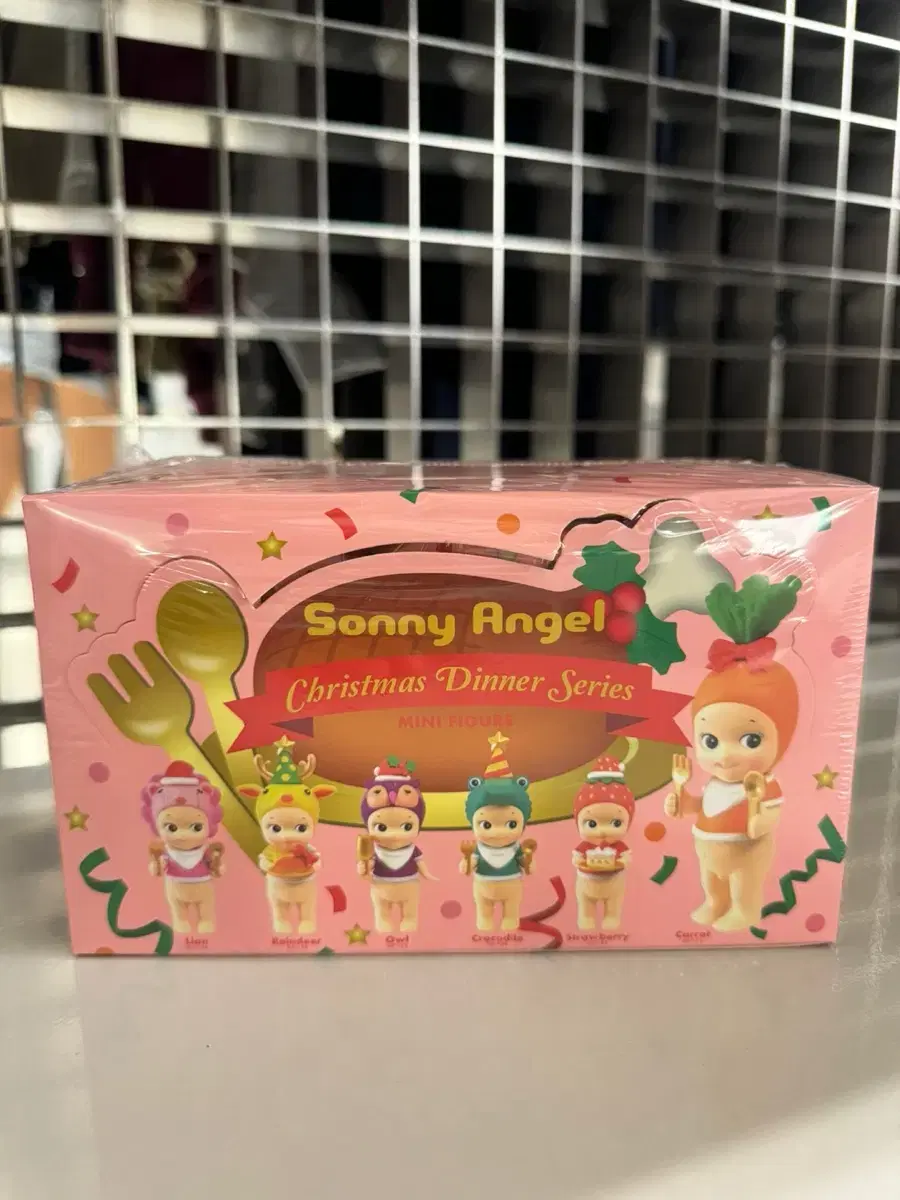 Sonny Angel
Christmas Dinner Series
MINI FIGURE
Lion
Reindeer
Owl
Crocodile
Strawberry
Carrot